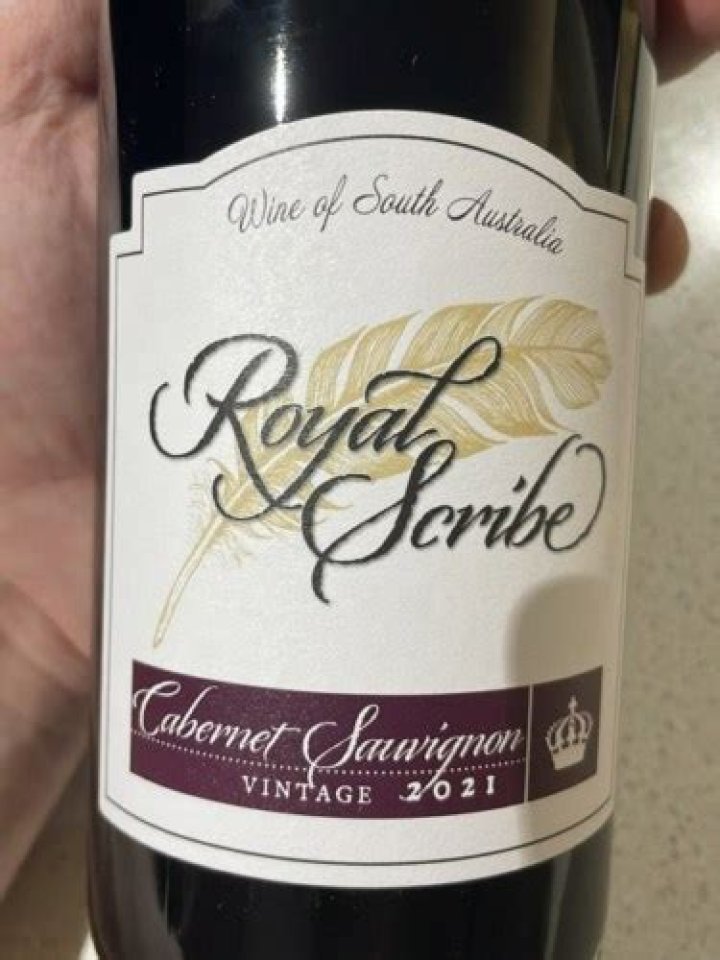 Wine of South Australia
Royal
Scribe
Cabernet Sauvignon
VINTAGE 2021